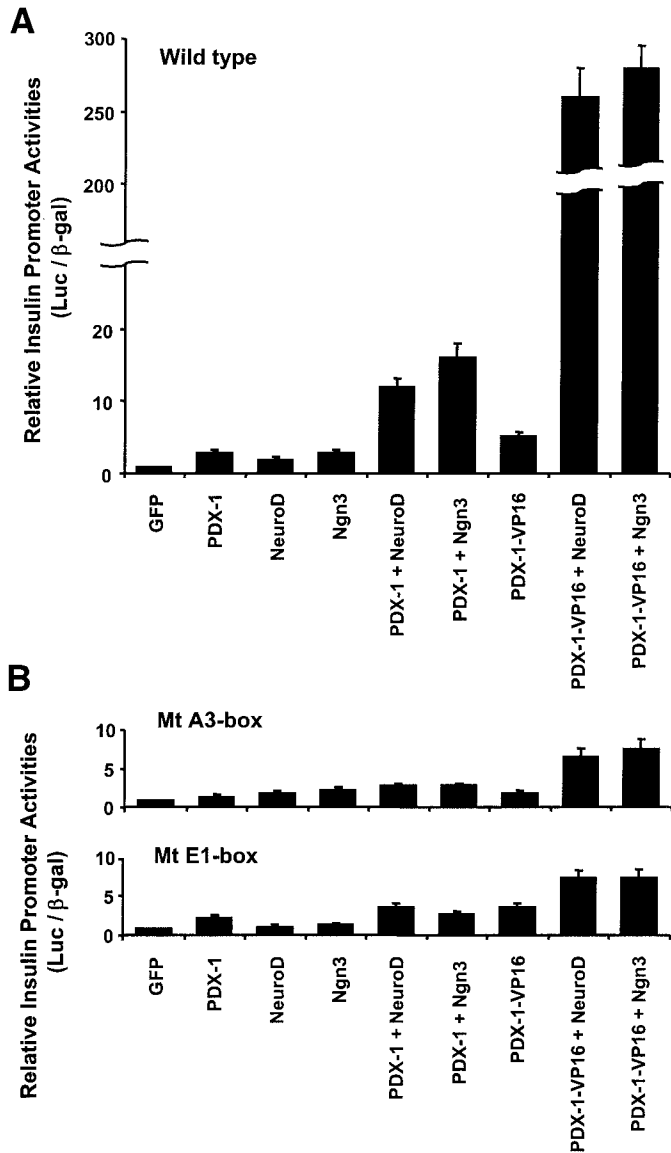 A
Wild type
Relative Insulin Promoter Activities
(Luc / β-gal)
300
250
200
20
10
0
GFP
PDX-1
NeuroD
Ngn3
PDX-1 + NeuroD
PDX-1 + Ngn3
PDX-1-VP16
PDX-1-VP16 + NeuroD
PDX-1-VP16 + Ngn3
B
Relative Insulin Promoter Activities
(Luc / β-gal)
Mt A3-box
10
5
0
Mt E1-box
10
5
0
GFP
PDX-1
NeuroD
Ngn3
PDX-1 + NeuroD
PDX-1 + Ngn3
PDX-1-VP16
PDX-1-VP16 + NeuroD
PDX-1-VP16 + Ngn3